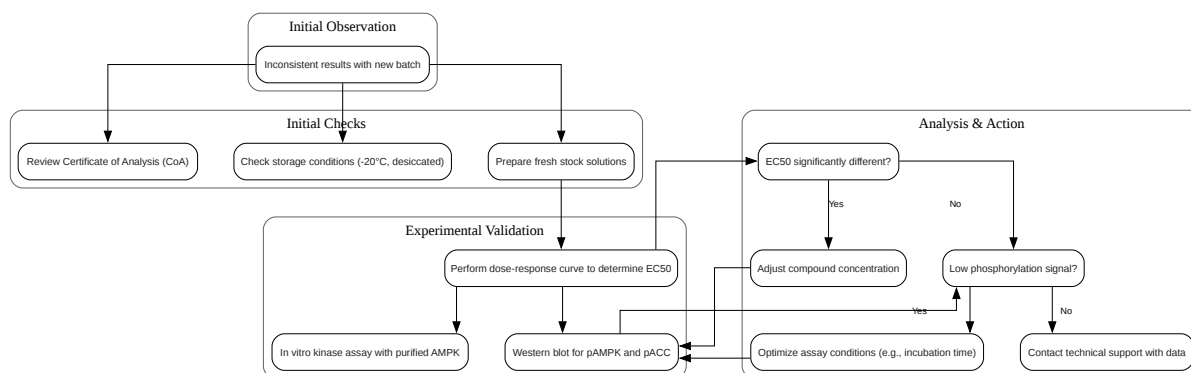 Initial Observation
Inconsistent results with new batch
Initial Checks
Review Certificate of Analysis (CoA)
Check storage conditions (-20°C, desiccated)
Prepare fresh stock solutions
Experimental Validation
Perform dose-response curve to determine EC50
In vitro kinase assay with purified AMPK
Western blot for pAMPK and pACC
Analysis & Action
EC50 significantly different?
Yes
No
Adjust compound concentration
Low phosphorylation signal?
Yes
No
Optimize assay conditions (e.g., incubation time)
Contact technical support with data